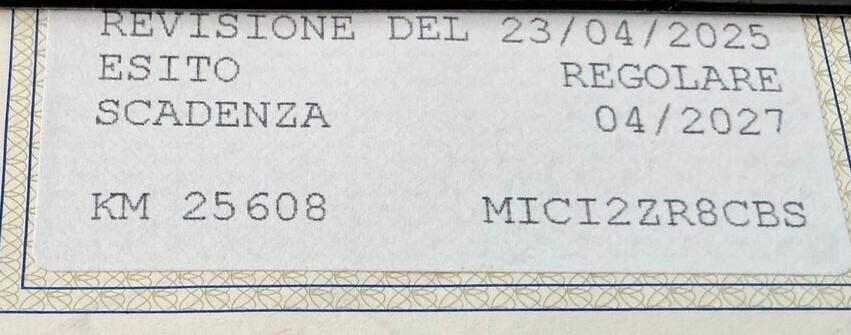 REVISIONE DEL 23/04/2025
ESITO REGOLARE
SCADENZA 04/2027
KM 25608 MICI2ZR8CBS